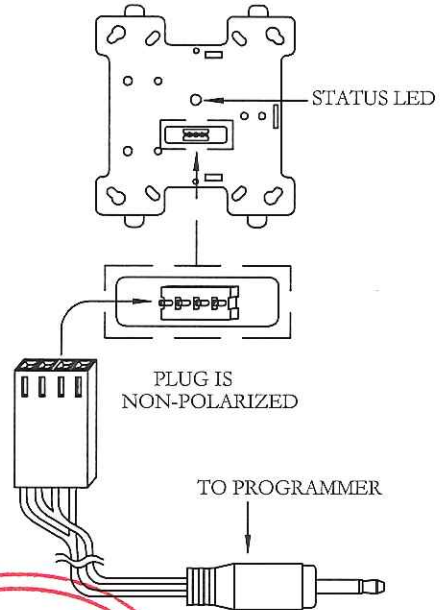 STATUS LED
PLUG IS
NON-POLARIZED
TO PROGRAMMER